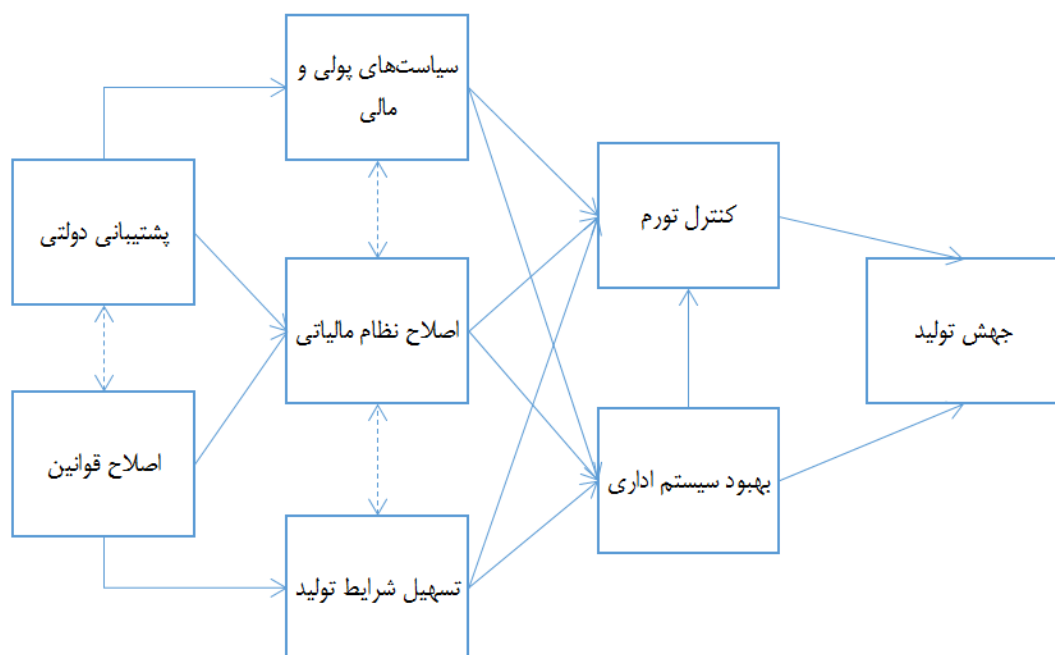 سیاست‌های پولی و
مالی
پشتیبانی دولتی
کنترل تورم
جهش تولید
اصلاح نظام مالیاتی
اصلاح قوانین
بهبود سیستم اداری
تسهیل شرایط تولید